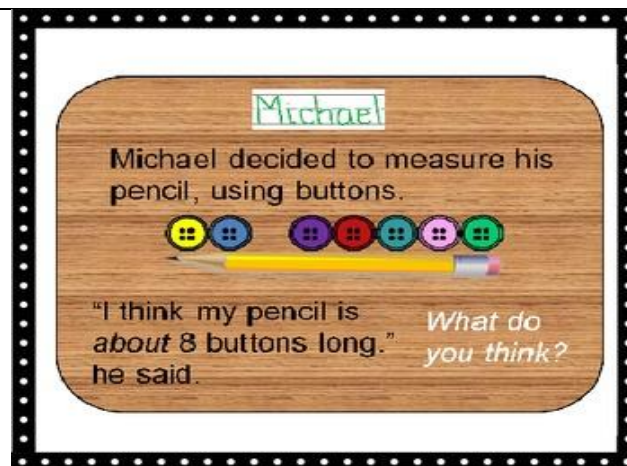 Michael
Michael decided to measure his
pencil, using buttons.
“I think my pencil is
about 8 buttons long.”
he said.
What do
you think?